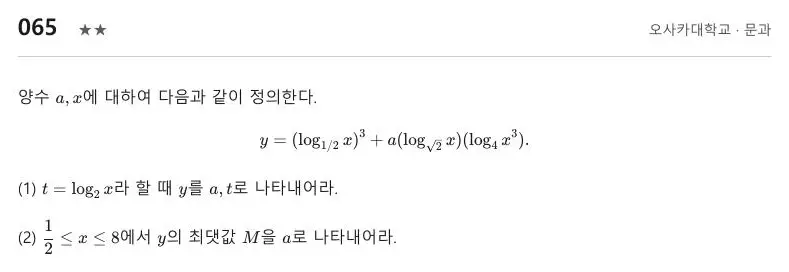 065 ★★ 오사카대학교 · 문과
양수 a, x에 대하여 다음과 같이 정의한다.
y = (log_{1/2} x)^3 + a(log_{√2} x)(log_4 x^3).
(1) t = log_2 x라 할 때 y를 a, t로 나타내어라.
(2) 1/2 ≤ x ≤ 8에서 y의 최댓값 M을 a로 나타내어라.